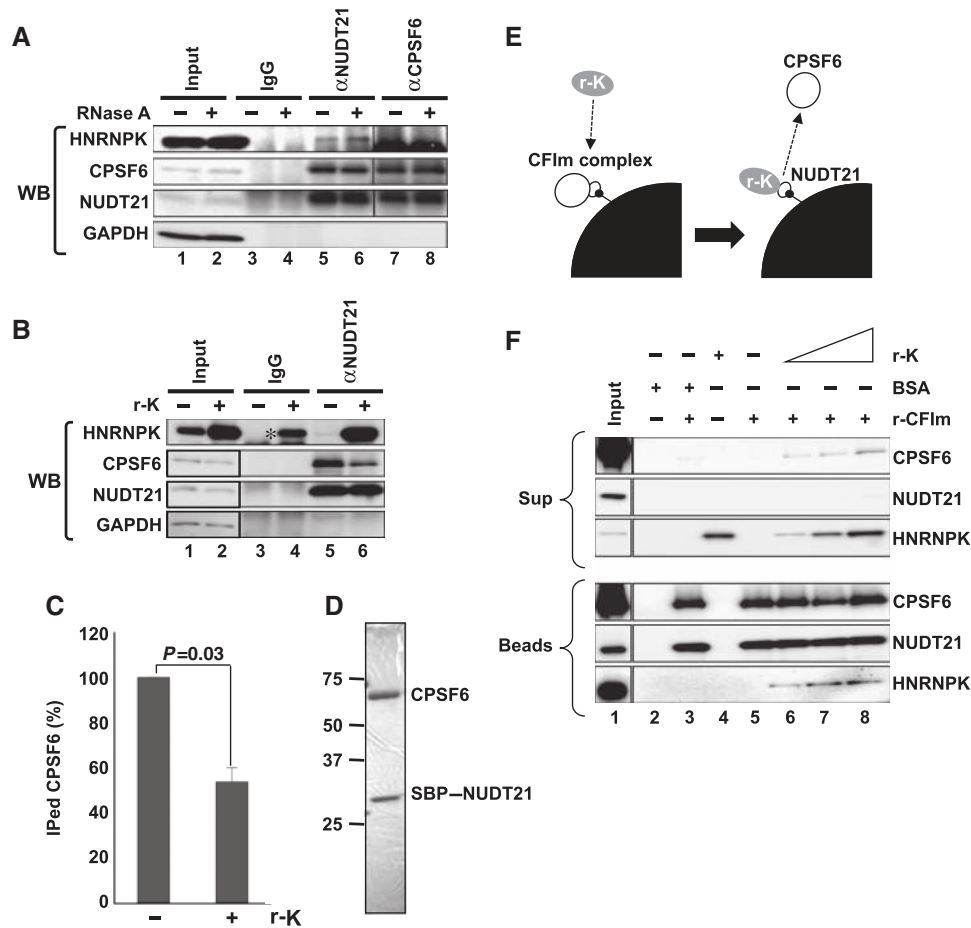 A
Input
IgG
αNUDT21
αCPSF6
RNase A − + − + − + − +
WB
HNRNPK
CPSF6
NUDT21
GAPDH
1 2 3 4 5 6 7 8
B
Input
IgG
αNUDT21
r-K − + − + − +
WB
HNRNPK
*
CPSF6
NUDT21
GAPDH
1 2 3 4 5 6
C
IPed CPSF6 (%)
120
100
80
60
40
20
0
P=0.03
− + r-K
D
75
50
37
25
CPSF6
SBP–NUDT21
E
r-K
CFIm complex
CPSF6
r-K
NUDT21
F
− − + − r-K
+ + − − − − − BSA
− + − + + + + r-CFIm
Input
Sup
CPSF6
NUDT21
HNRNPK
Beads
CPSF6
NUDT21
HNRNPK
1 2 3 4 5 6 7 8